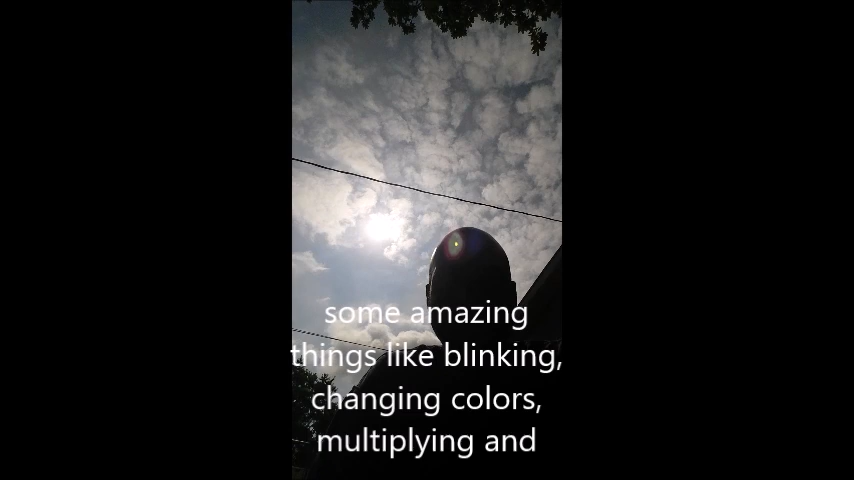 some amazing
things like blinking,
changing colors,
multiplying and